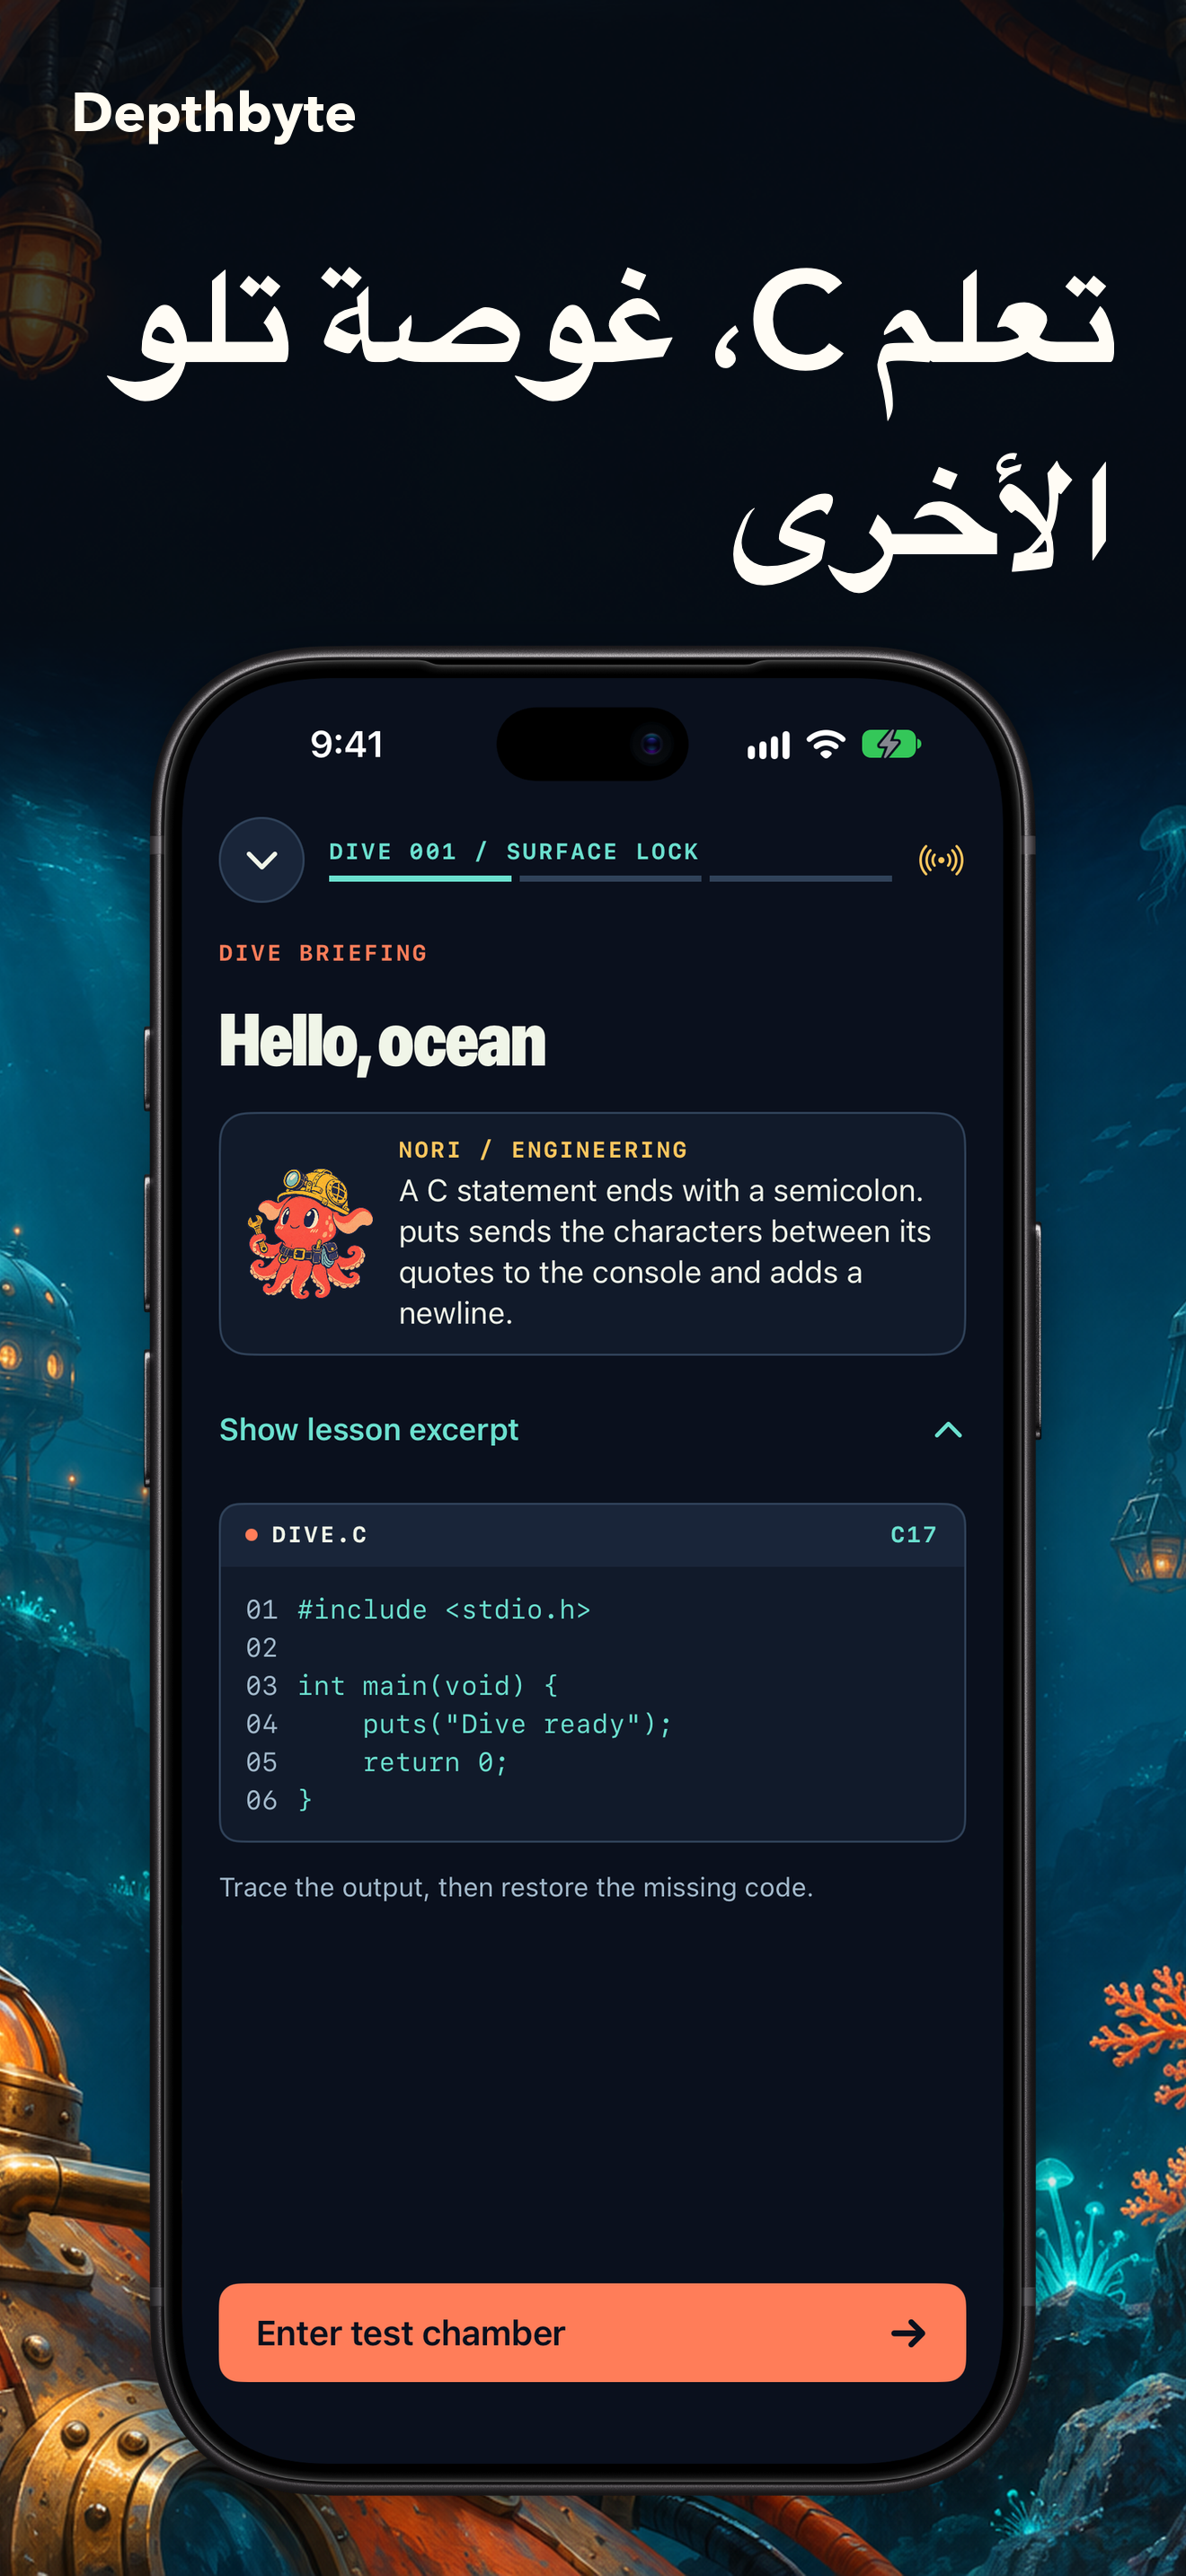 Depthbyte
تعلم C، غوصة تلو
الأخرى
9:41
DIVE 001 / SURFACE LOCK
DIVE BRIEFING
Hello, ocean
NORI / ENGINEERING
A C statement ends with a semicolon.
puts sends the characters between its
quotes to the console and adds a
newline.
Show lesson excerpt
DIVE.C C17
01 #include <stdio.h>
02
03 int main(void) {
04     puts("Dive ready");
05     return 0;
06 }
Trace the output, then restore the missing code.
Enter test chamber